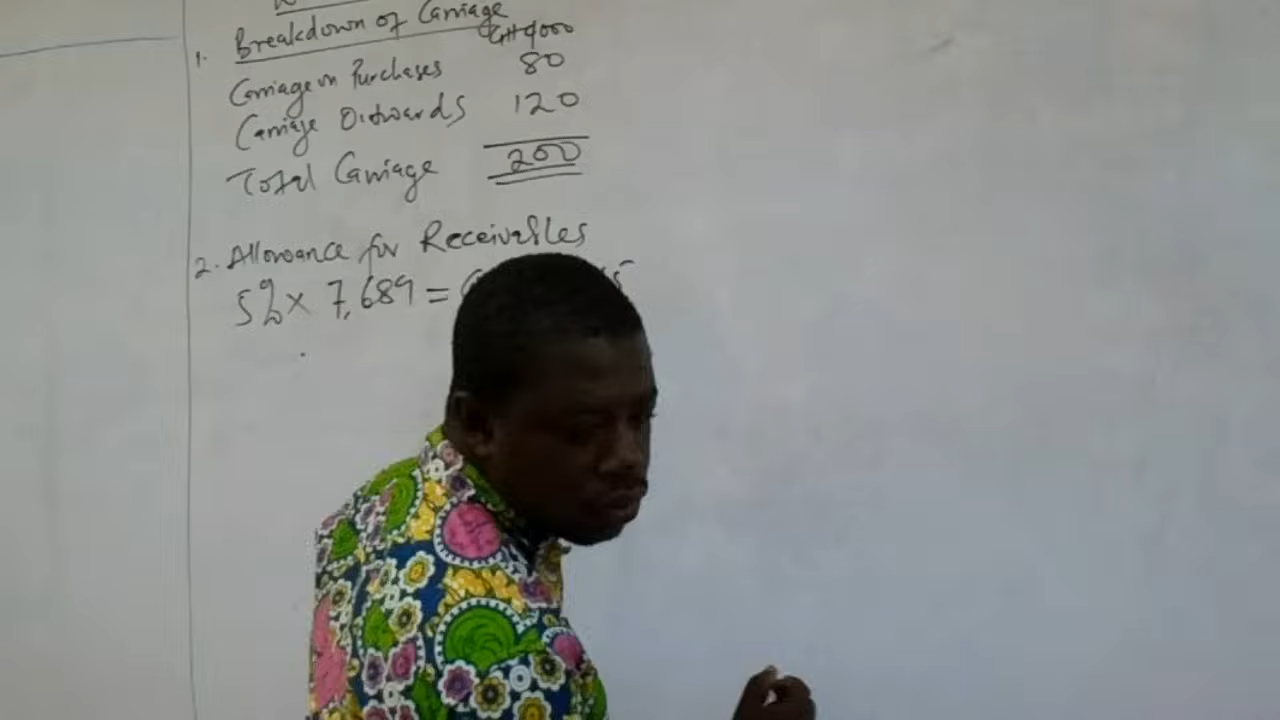 1. Breakdown of Carriage
GH¢000
Carriage on Purchases 80
Carriage Outwards 120
Total Carriage 200
2. Allowance for Receivables
5% × 7,689 =